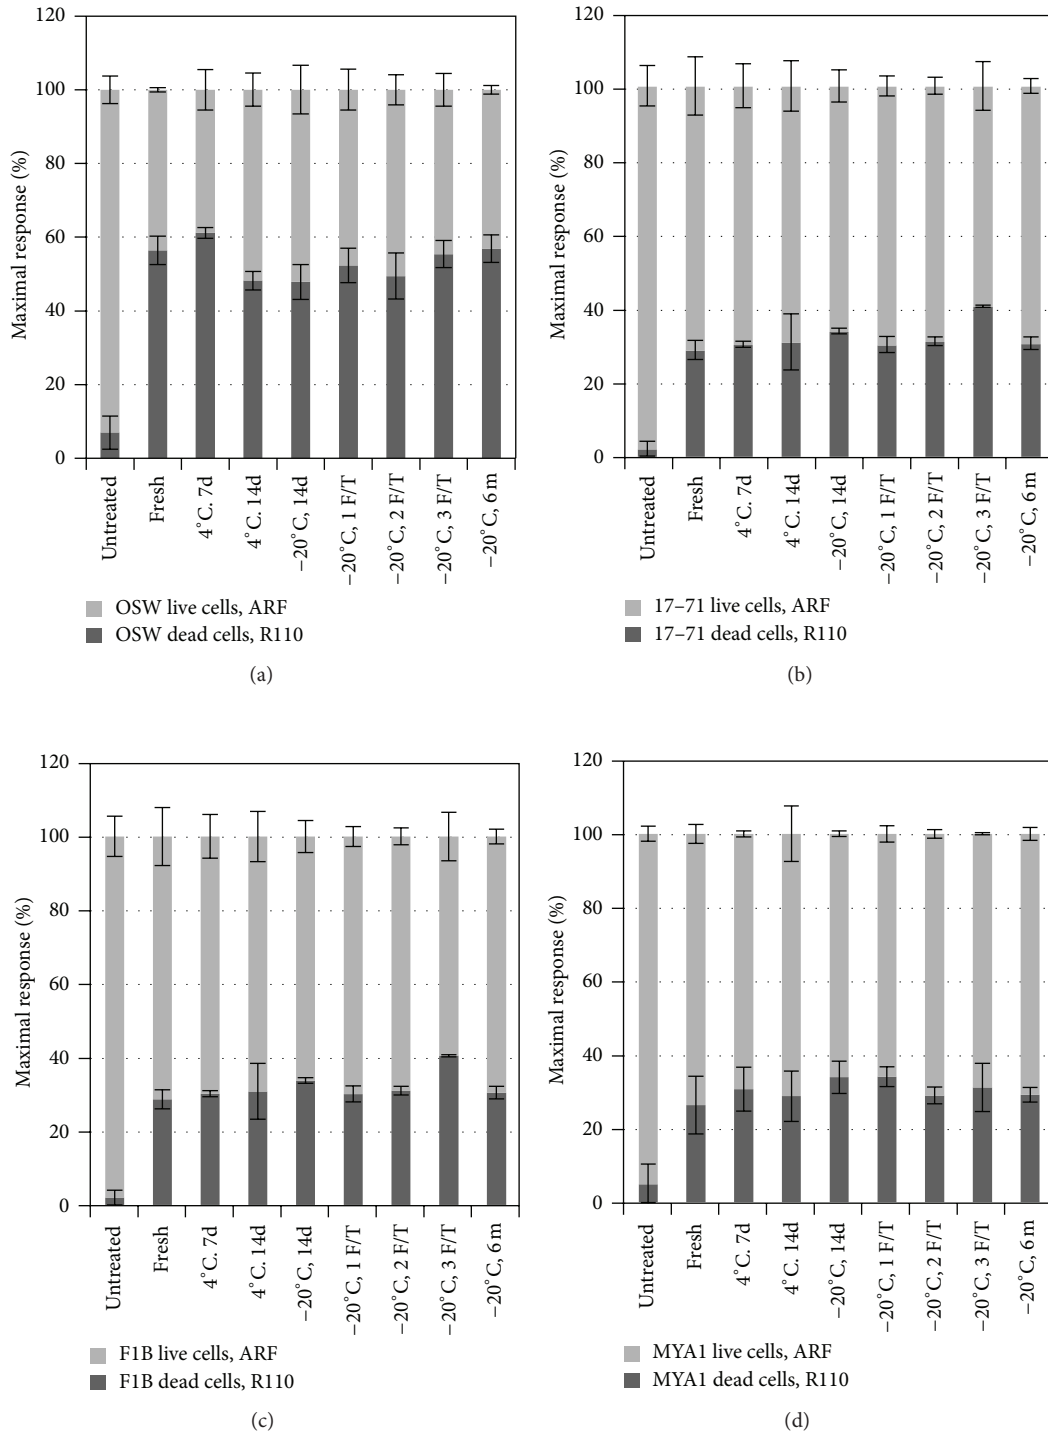 120
100
80
60
40
20
0
Maximal response (%)
Untreated
Fresh
4°C. 7d
4°C. 14d
−20°C, 14d
−20°C, 1 F/T
−20°C, 2 F/T
−20°C, 3 F/T
−20°C, 6 m
OSW live cells, ARF
OSW dead cells, R110
(a)
120
100
80
60
40
20
0
Maximal response (%)
Untreated
Fresh
4°C. 7d
4°C. 14d
−20°C, 14d
−20°C, 1 F/T
−20°C, 2 F/T
−20°C, 3 F/T
−20°C, 6 m
17–71 live cells, ARF
17–71 dead cells, R110
(b)
120
100
80
60
40
20
0
Maximal response (%)
Untreated
Fresh
4°C. 7d
4°C. 14d
−20°C, 14d
−20°C, 1 F/T
−20°C, 2 F/T
−20°C, 3 F/T
−20°C, 6 m
F1B live cells, ARF
F1B dead cells, R110
(c)
120
100
80
60
40
20
0
Maximal response (%)
Untreated
Fresh
4°C. 7d
4°C. 14d
−20°C, 14d
−20°C, 1 F/T
−20°C, 2 F/T
−20°C, 3 F/T
−20°C, 6 m
MYA1 live cells, ARF
MYA1 dead cells, R110
(d)